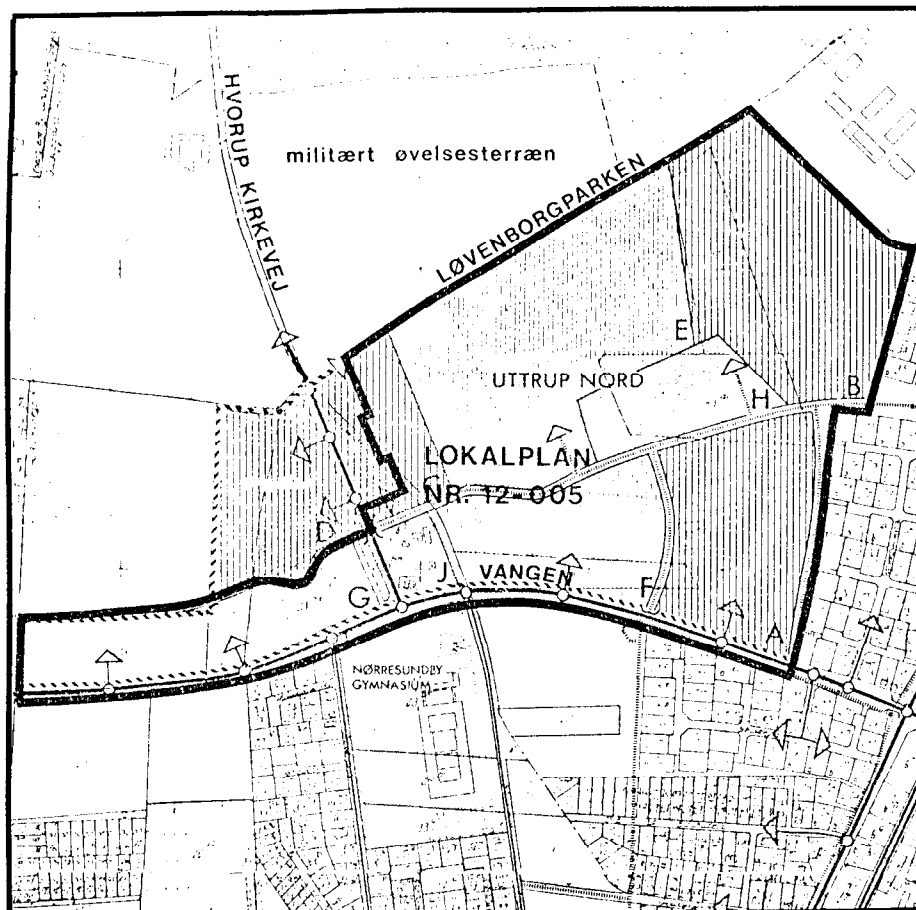 HVORUP KIRKEVEJ
militært øvelsesterræn
LØVENBORGPARKEN
E
UTTRUP NORD
H
B
LOKALPLAN
NR. 12-005
D
J
VANGEN
G
F
A
NØRRESUNDBY
GYMNASIUM